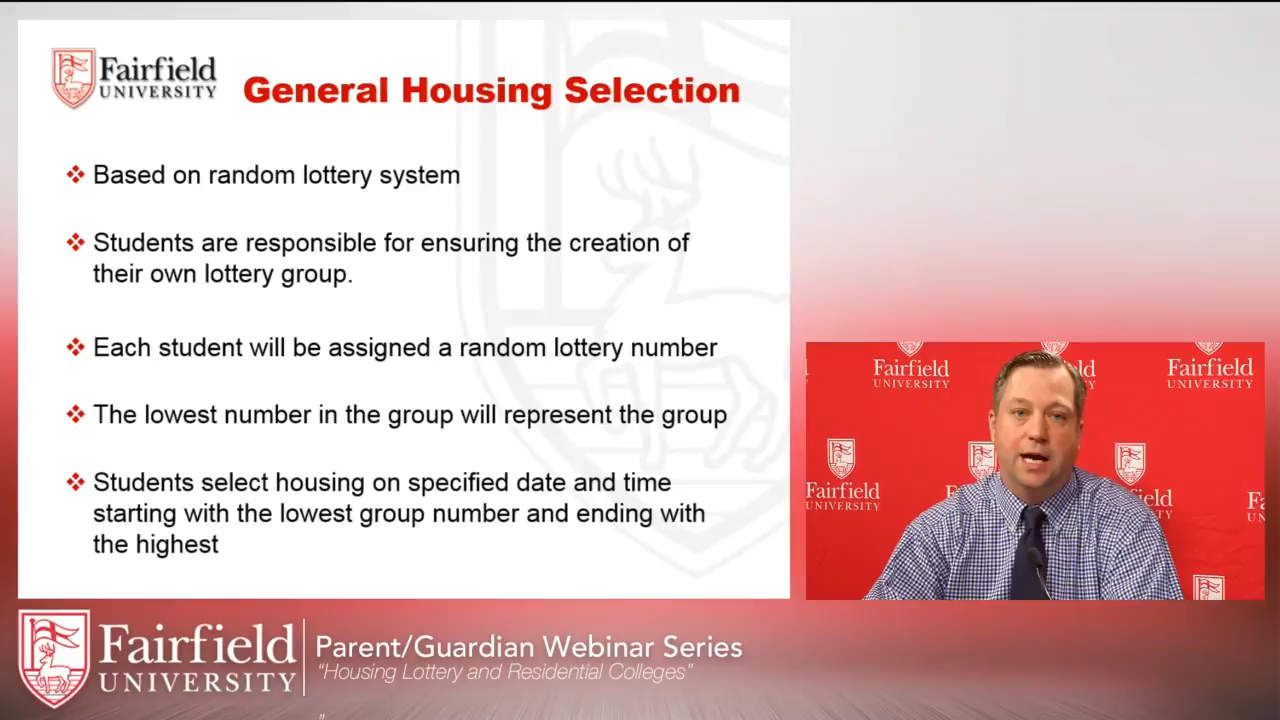 Fairfield
UNIVERSITY
General Housing Selection
❖ Based on random lottery system
❖ Students are responsible for ensuring the creation of
their own lottery group.
❖ Each student will be assigned a random lottery number
❖ The lowest number in the group will represent the group
❖ Students select housing on specified date and time
starting with the lowest group number and ending with
the highest
Fairfield
UNIVERSITY
Fairfield
UNIVERSITY
Fairfield
UNIVERSITY
Fairfield
UNIVERSITY
Parent/Guardian Webinar Series
“Housing Lottery and Residential Colleges”
"